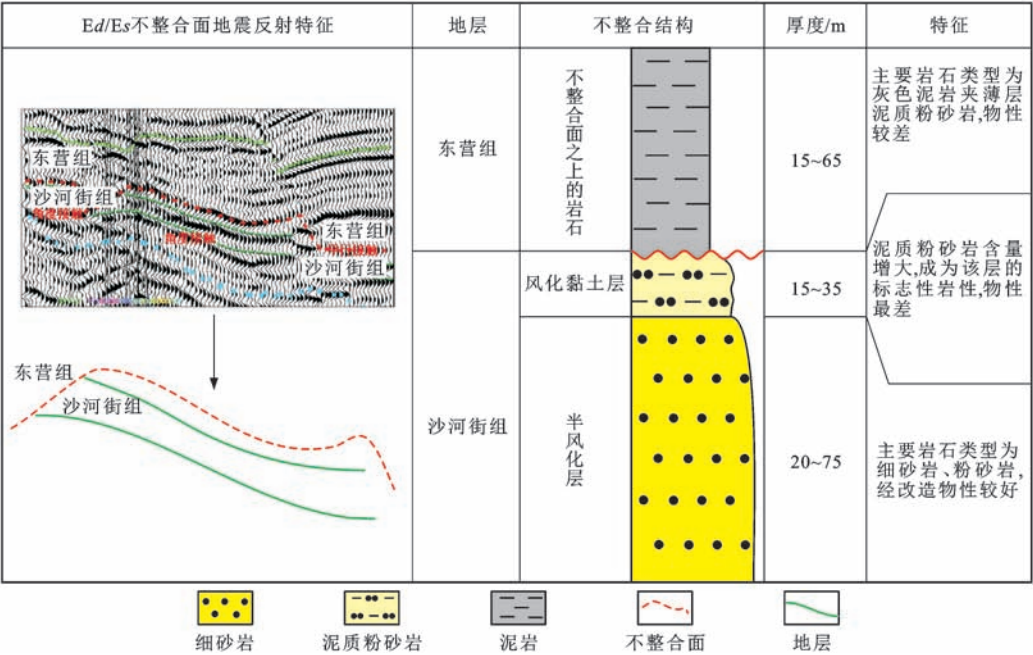 Ed/Es不整合面地震反射特征
地层
不整合结构
厚度/m
特征
东营组
沙河街组
角度接触
角度接触
东营组
沙河街组
东营组
沙河街组
东营组
沙河街组
不整合面之上的岩石
风化黏土层
半风化层
15~65
15~35
20~75
主要岩石类型为
灰色泥岩夹薄层
泥质粉砂岩,物性
较差
泥质粉砂岩含量
增大,成为该层的
标志性岩性,物性
最差
主要岩石类型为
细砂岩、粉砂岩,
经改造物性较好
细砂岩
泥质粉砂岩
泥岩
不整合面
地层